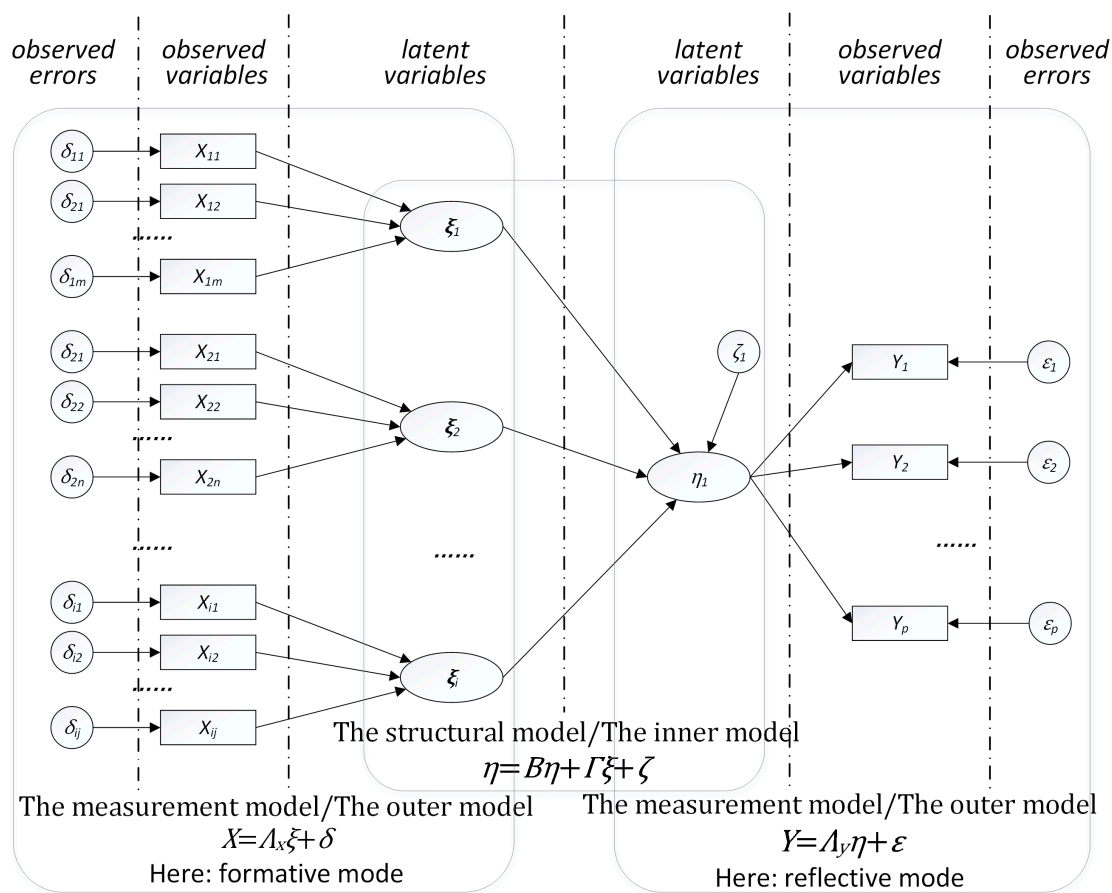 observed errors
observed variables
latent variables
latent variables
observed variables
observed errors
δ11 X11
δ21 X12 ξ1
......
δ1m X1m
δ21 X21 ζ1 Y1 ε1
δ22 X22 ξ2
......
δ2n X2n η1 Y2 ε2
...... ...... ......
δi1 Xi1 Yp εp
δi2 Xi2 ξi
......
δij Xij
The structural model/The inner model
η=Bη+Γξ+ζ
The measurement model/The outer model
X=Λxξ+δ
Here: formative mode
The measurement model/The outer model
Y=Λyη+ε
Here: reflective mode